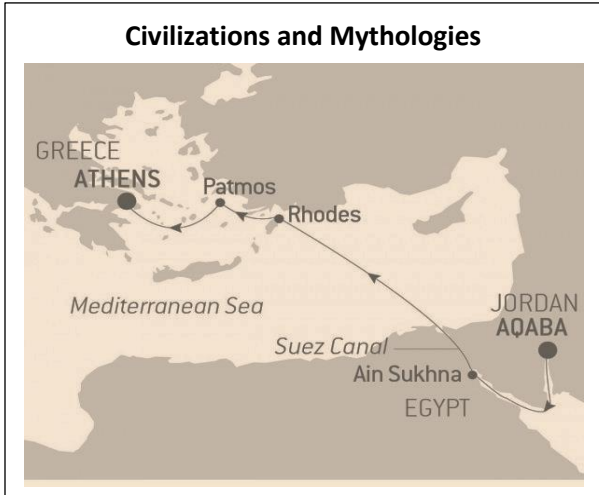 Civilizations and Mythologies
GREECE
ATHENS
Patmos
Rhodes
Mediterranean Sea
JORDAN
AQABA
Suez Canal
Ain Sukhna
EGYPT